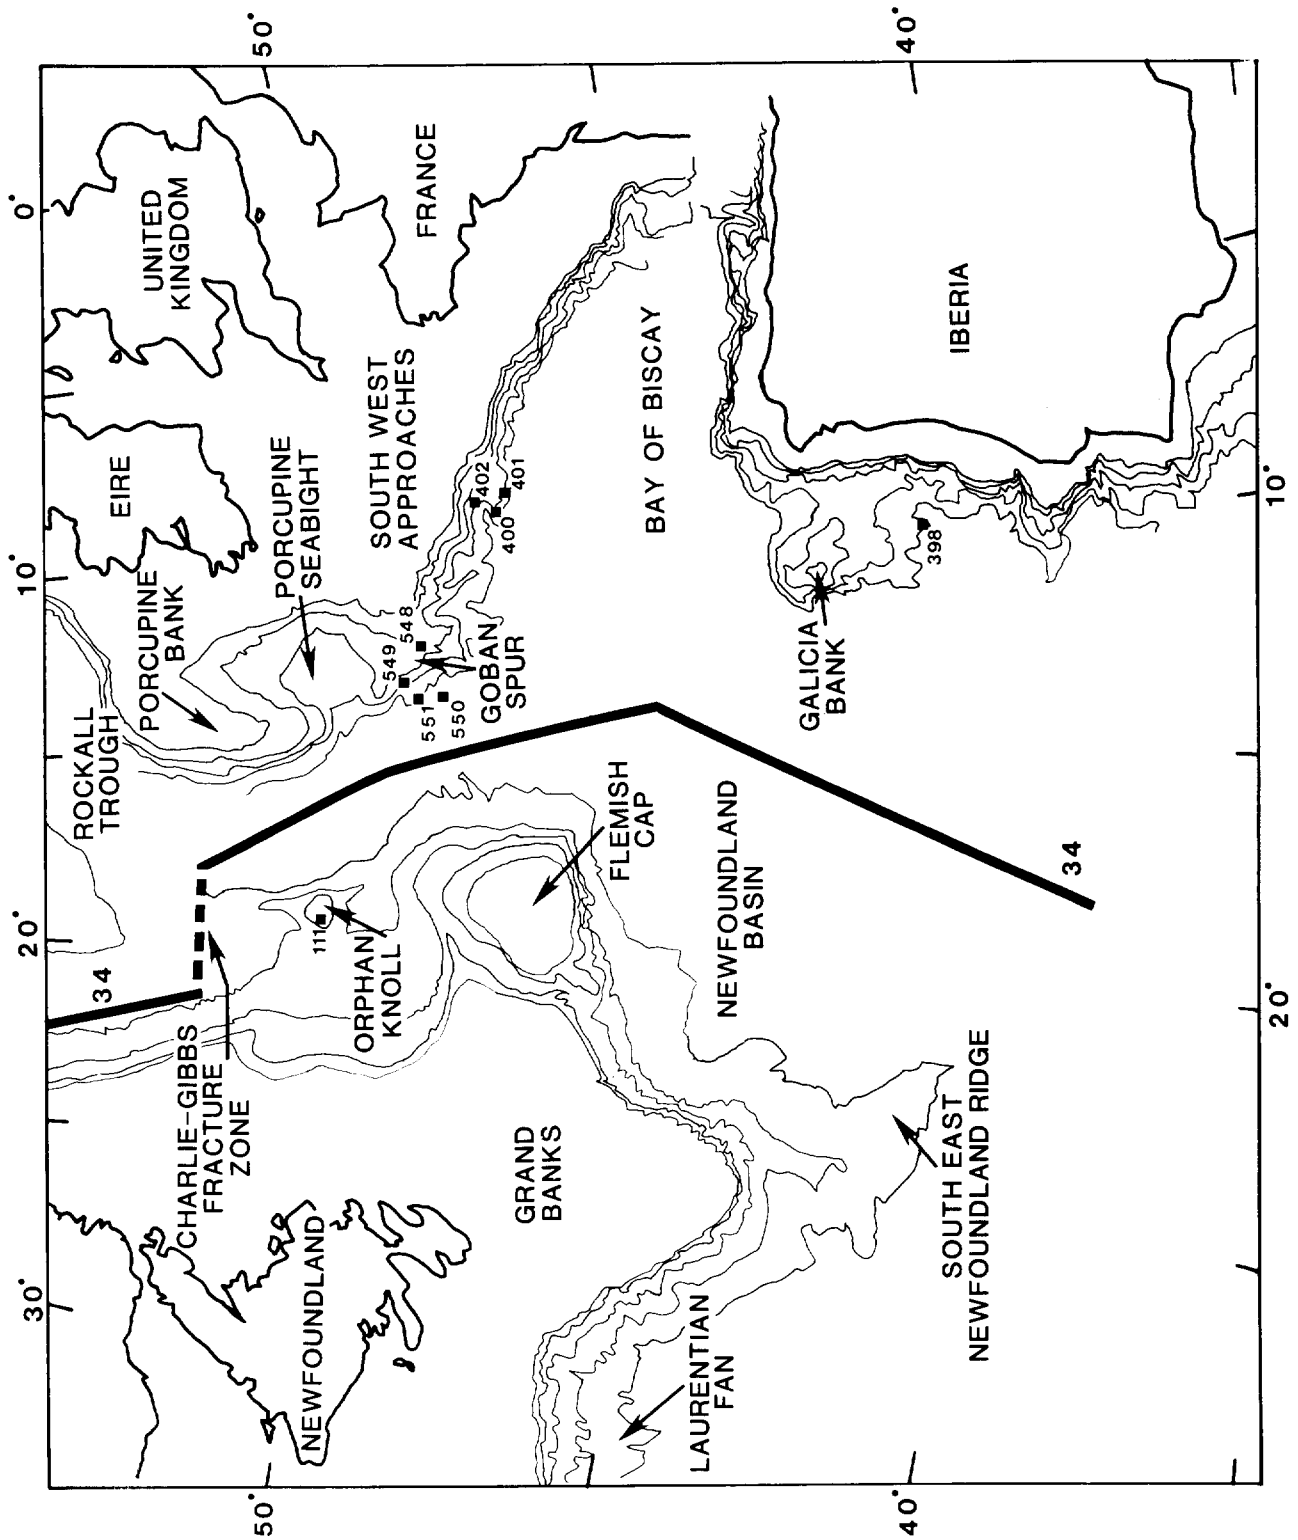 30°
20°
10°
0°
50°
50°
40°
40°
20°
10°
ROCKALL
TROUGH
PORCUPINE
BANK
PORCUPINE
SEABIGHT
EIRE
UNITED
KINGDOM
FRANCE
SOUTH WEST
APPROACHES
34
CHARLIE-GIBBS
FRACTURE
ZONE
NEWFOUNDLAND
111
ORPHAN
KNOLL
549
548
551
550
GOBAN
SPUR
402
401
400
BAY OF BISCAY
GRAND
BANKS
FLEMISH
CAP
LAURENTIAN
FAN
NEWFOUNDLAND
BASIN
GALICIA
BANK
398
IBERIA
SOUTH EAST
NEWFOUNDLAND RIDGE
34